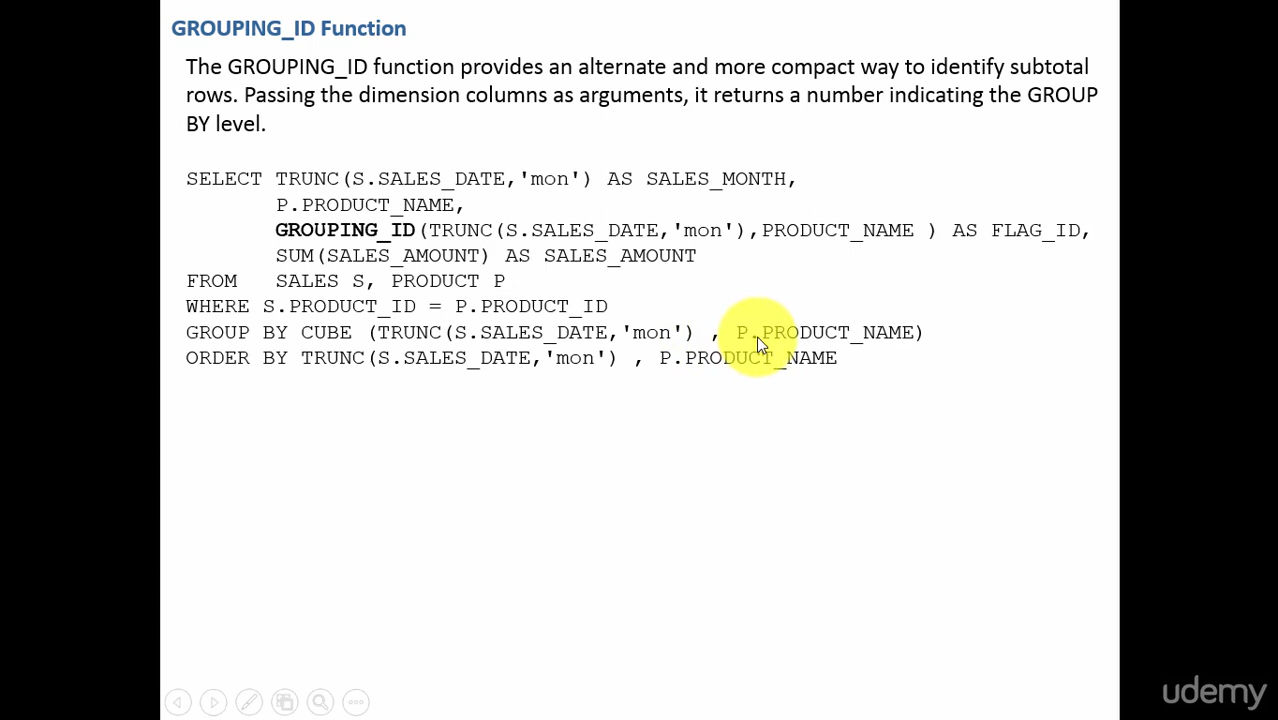 GROUPING_ID Function
The GROUPING_ID function provides an alternate and more compact way to identify subtotal
rows. Passing the dimension columns as arguments, it returns a number indicating the GROUP
BY level.
SELECT TRUNC(S.SALES_DATE,'mon') AS SALES_MONTH,
P.PRODUCT_NAME,
GROUPING_ID(TRUNC(S.SALES_DATE,'mon'),PRODUCT_NAME ) AS FLAG_ID,
SUM(SALES_AMOUNT) AS SALES_AMOUNT
FROM SALES S, PRODUCT P
WHERE S.PRODUCT_ID = P.PRODUCT_ID
GROUP BY CUBE (TRUNC(S.SALES_DATE,'mon') , P.PRODUCT_NAME)
ORDER BY TRUNC(S.SALES_DATE,'mon') , P.PRODUCT_NAME
udemy